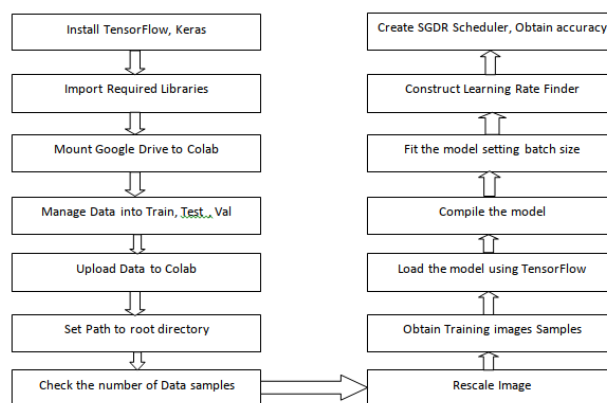 Install TensorFlow, Keras
Import Required Libraries
Mount Google Drive to Colab
Manage Data into Train, Test , Val
Upload Data to Colab
Set Path to root directory
Check the number of Data samples
Rescale Image
Obtain Training images Samples
Load the model using TensorFlow
Compile the model
Fit the model setting batch size
Construct Learning Rate Finder
Create SGDR Scheduler, Obtain accuracy